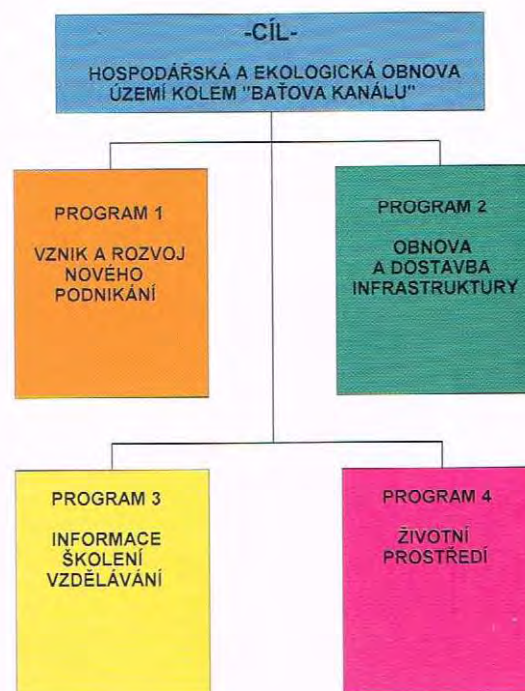 -CÍL-
HOSPODÁŘSKÁ A EKOLOGICKÁ OBNOVA
ÚZEMÍ KOLEM "BAŤOVA KANÁLU"
PROGRAM 1
VZNIK A ROZVOJ
NOVÉHO
PODNIKÁNÍ
PROGRAM 2
OBNOVA
A DOSTAVBA
INFRASTRUKTURY
PROGRAM 3
INFORMACE
ŠKOLENÍ
VZDĚLÁVÁNÍ
PROGRAM 4
ŽIVOTNÍ
PROSTŘEDÍ